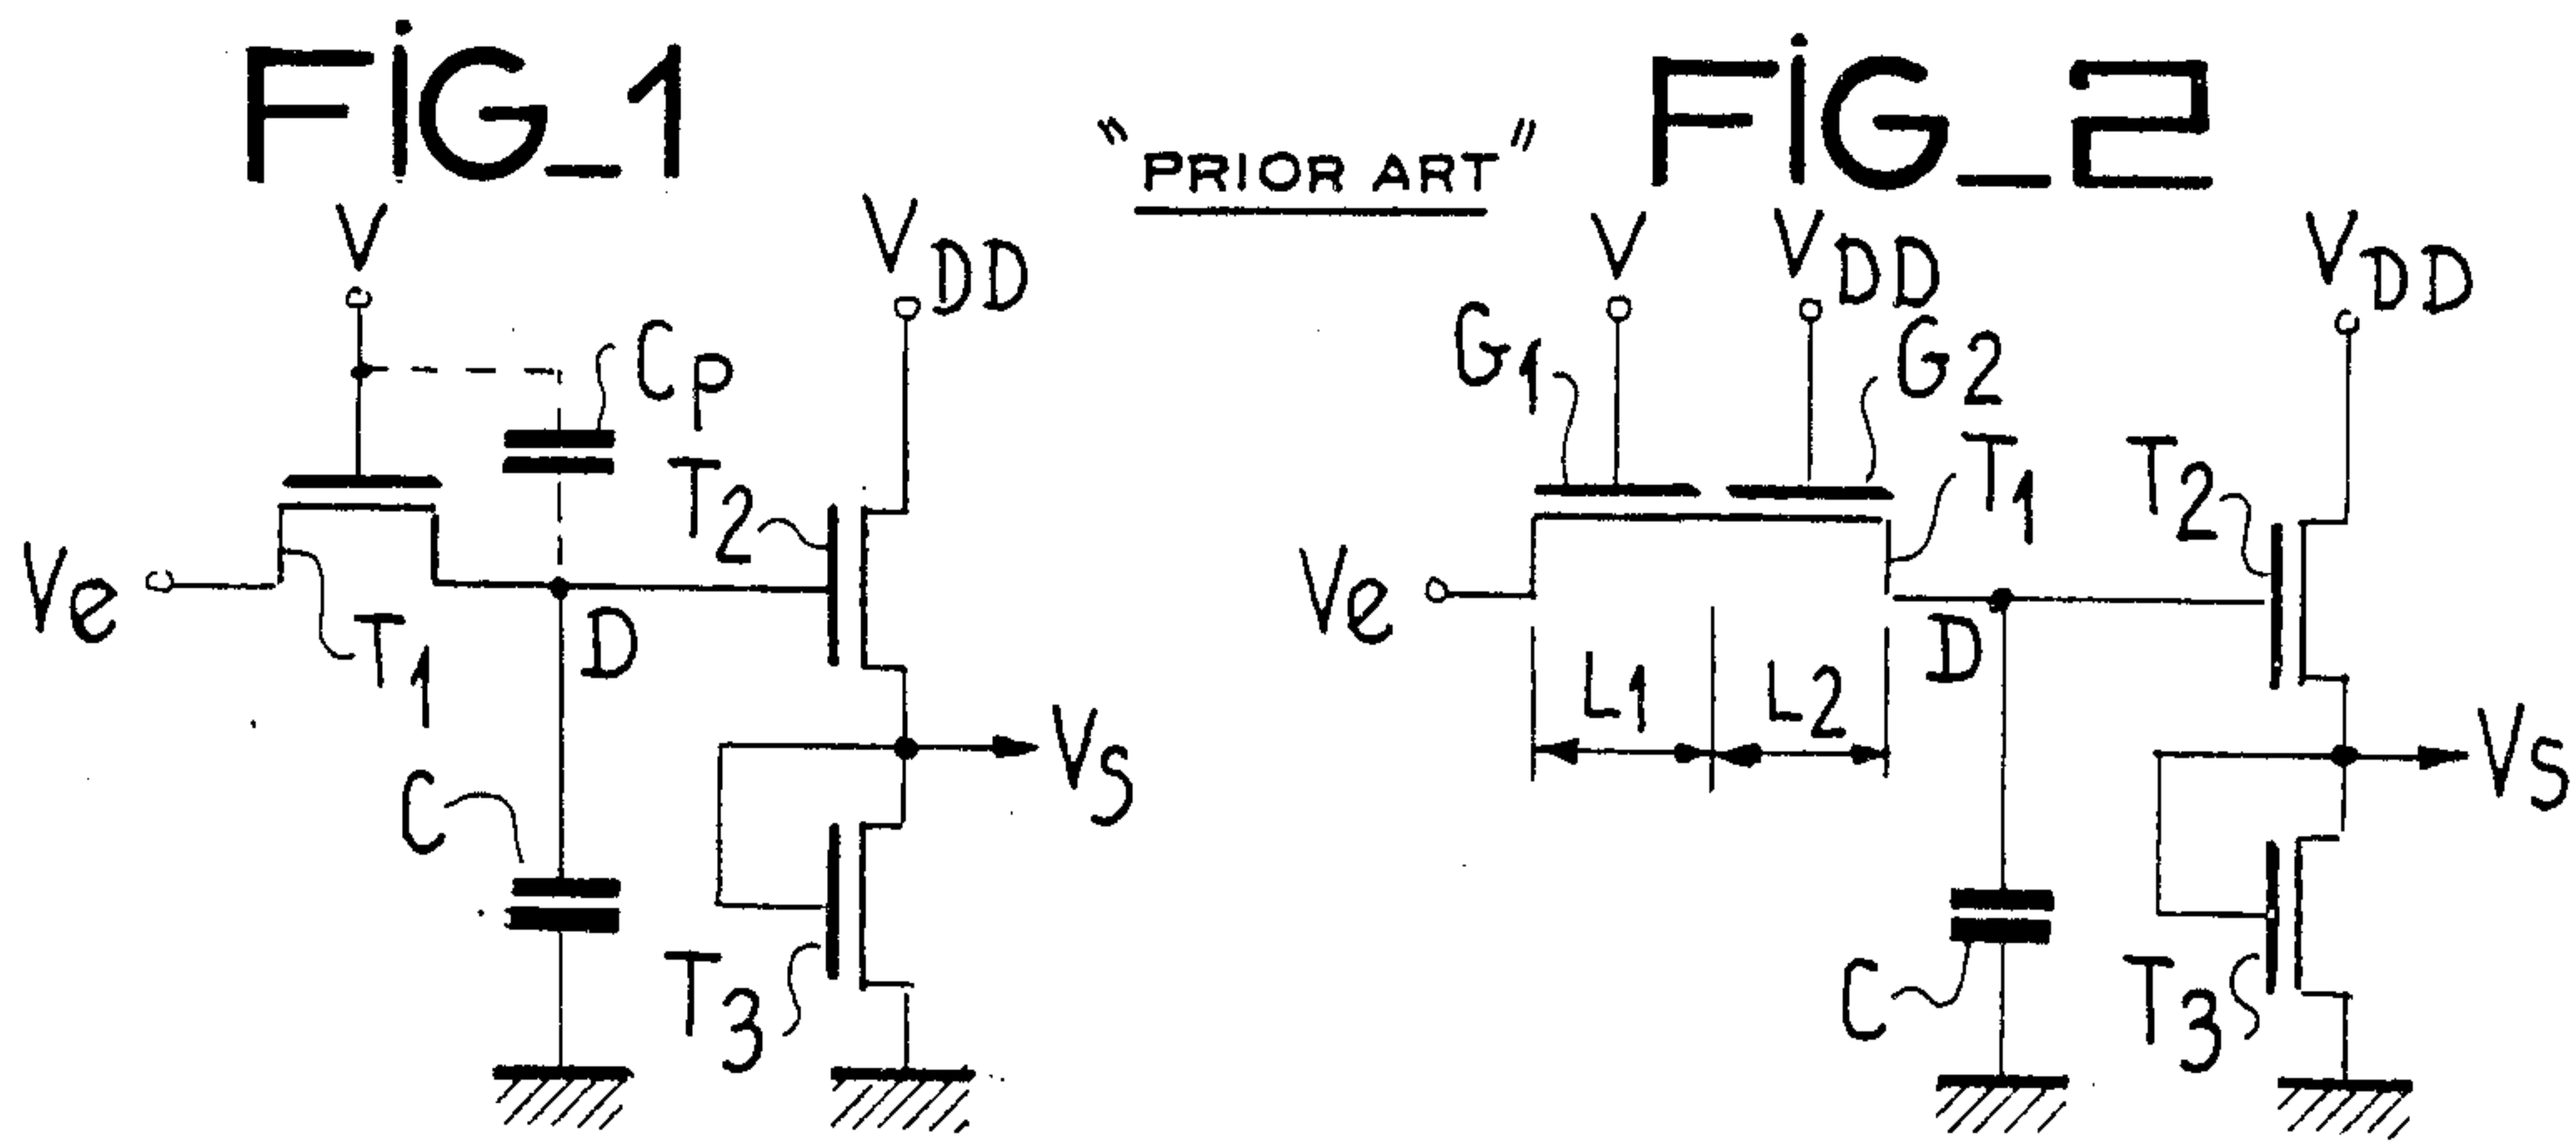 FiG_1
"PRIOR ART"
FiG_2
V
VDD
CP
T2
Ve
T1
D
VS
C
T3
V
VDD
VDD
G1
G2
T1
T2
Ve
D
L1
L2
VS
C
T3